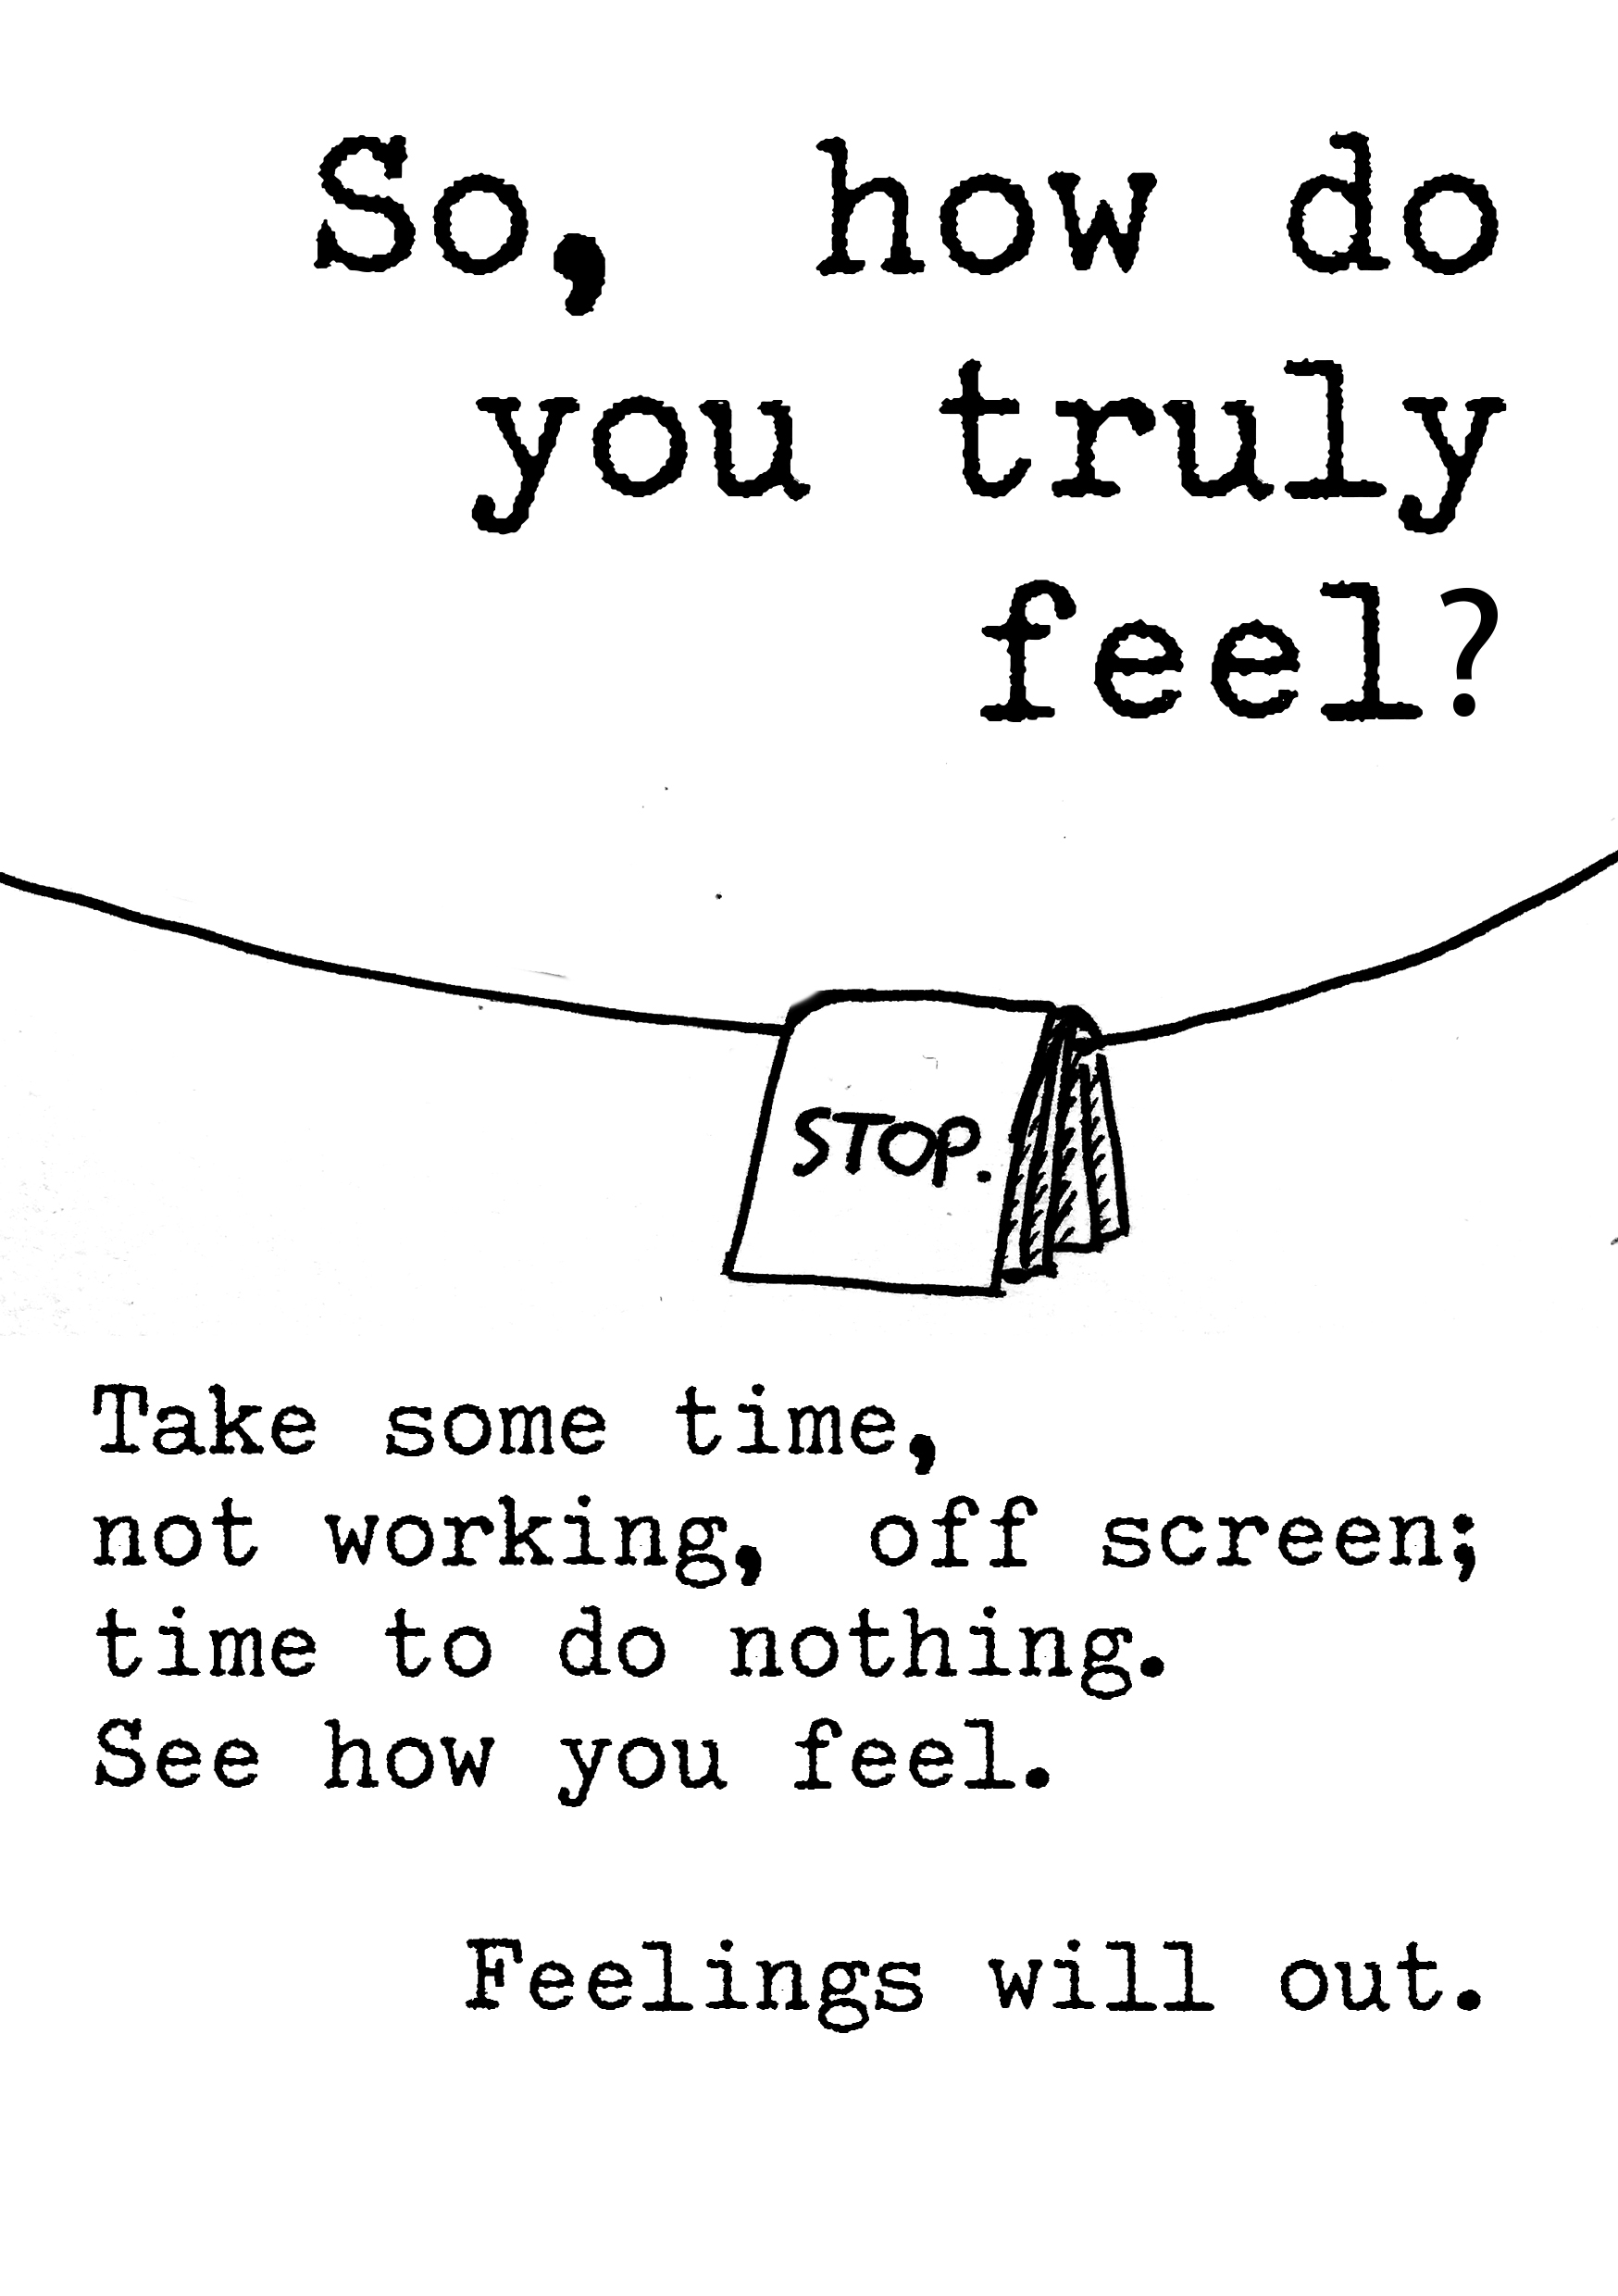 So, how do
you truly
feel?
STOP.
Take some time,
not working, off screen;
time to do nothing.
See how you feel.
Feelings will out.